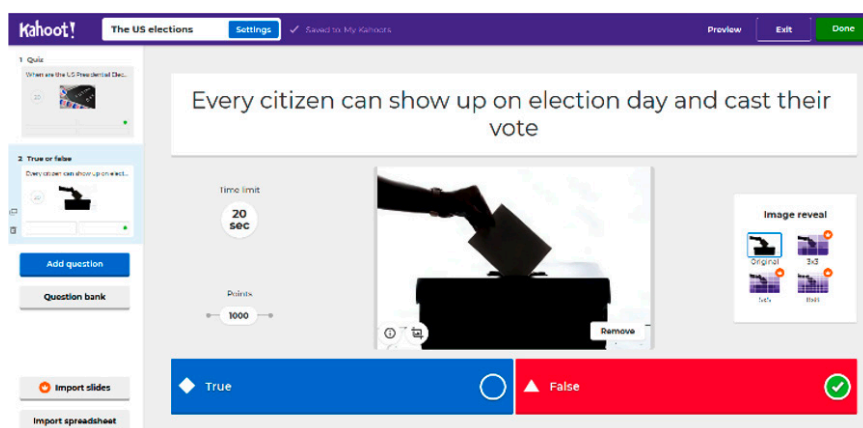 Kahoot! The US elections Settings Saved to My Kahoots Preview Exit Done
1 Quiz
When are the US Presidential Elec...
20
2 True or false
Every citizen can show up on elect...
20
Add question
Question bank
Import slides
Import spreadsheet
Every citizen can show up on election day and cast their
vote
Time limit
20
sec
Points
1000
Remove
Image reveal
Original 3x3
5x5 8x8
True
False